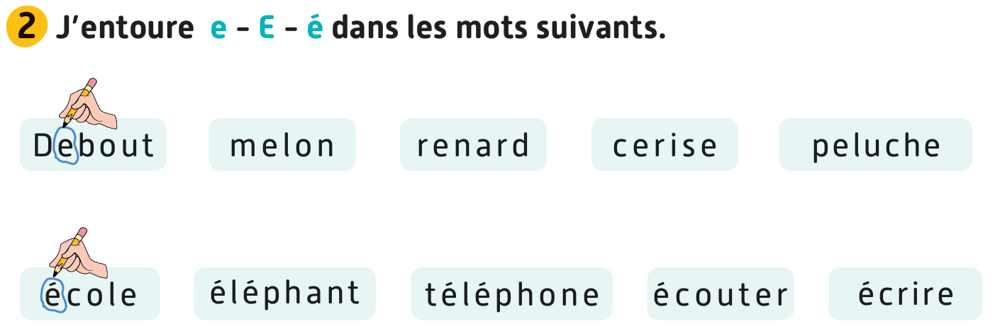 2 J'entoure e - E - é dans les mots suivants.
Debout melon renard cerise peluche
école éléphant téléphone écouter écrire